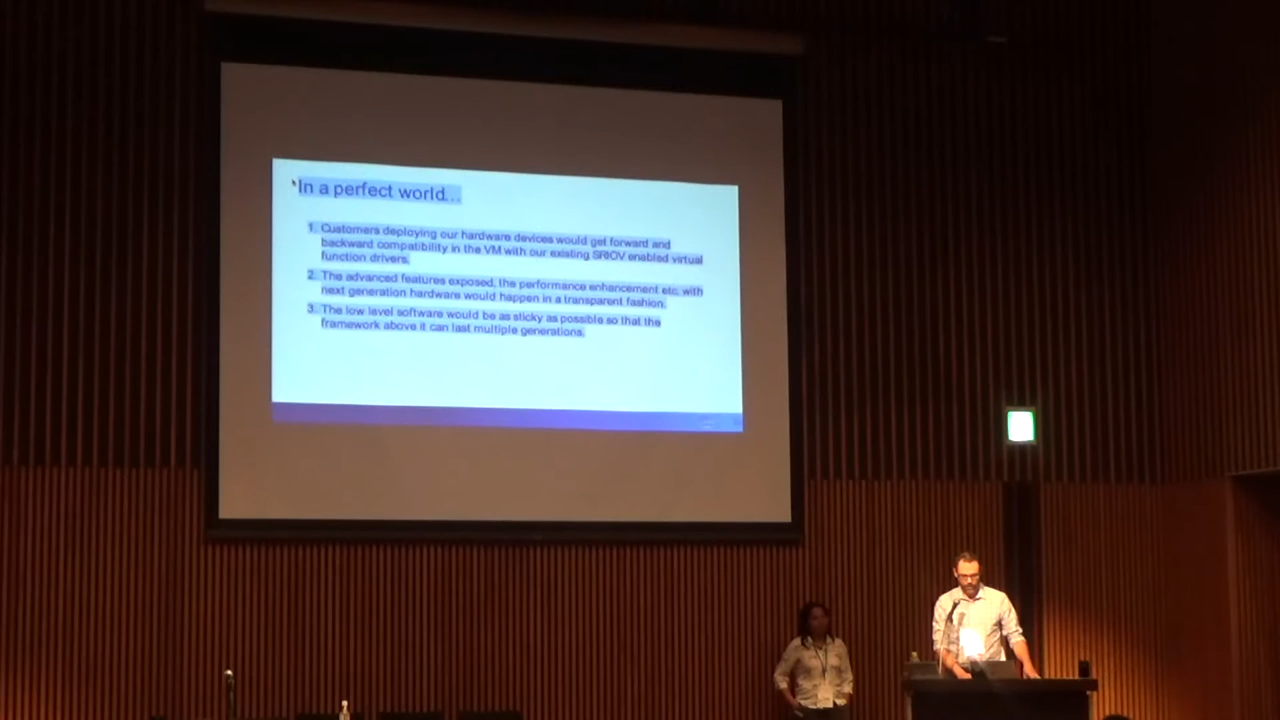 In a perfect world...
1. Customers deploying our hardware devices would get forward and
backward compatibility in the VM with our existing SRIOV enabled virtual
function drivers.
2. The advanced features exposed, the performance enhancement etc. with
next generation hardware would happen in a transparent fashion.
3. The low level software would be as sticky as possible so that the
framework above it can last multiple generations.